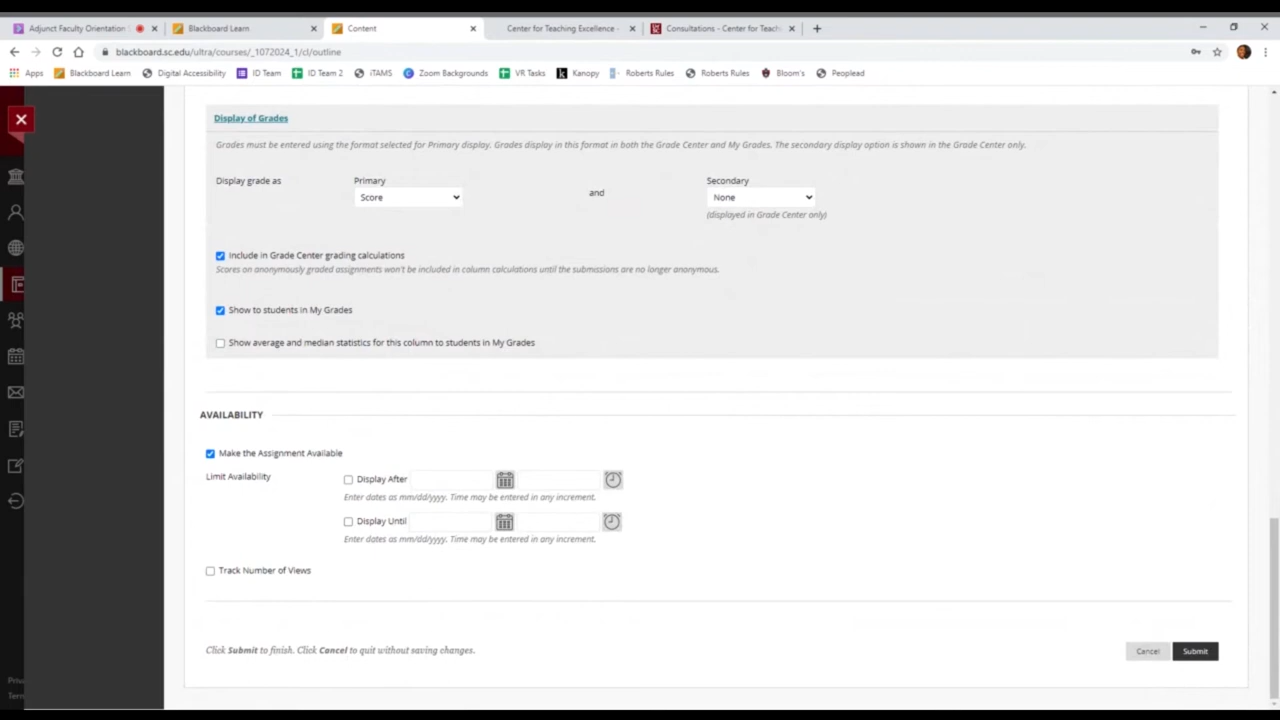 Adjunct Faculty Orientation
Blackboard Learn
Content
Center for Teaching Excellence -
Consultations - Center for Teach
blackboard.sc.edu/ultra/courses/_1072024_1/cl/outline
Apps
Blackboard Learn
Digital Accessibility
ID Team
ID Team 2
iTAMS
Zoom Backgrounds
VR Tasks
Kanopy
Roberts Rules
Roberts Rules
Bloom's
Peoplead
Display of Grades
Grades must be entered using the format selected for Primary display. Grades display in this format in both the Grade Center and My Grades. The secondary display option is shown in the Grade Center only.
Display grade as
Primary
Score
and
Secondary
None
(displayed in Grade Center only)
Include in Grade Center grading calculations
Scores on anonymously graded assignments won't be included in column calculations until the submissions are no longer anonymous.
Show to students in My Grades
Show average and median statistics for this column to students in My Grades
AVAILABILITY
Make the Assignment Available
Limit Availability
Display After
Enter dates as mm/dd/yyyy. Time may be entered in any increment.
Display Until
Enter dates as mm/dd/yyyy. Time may be entered in any increment.
Track Number of Views
Click Submit to finish. Click Cancel to quit without saving changes.
Cancel
Submit
Priva
Term